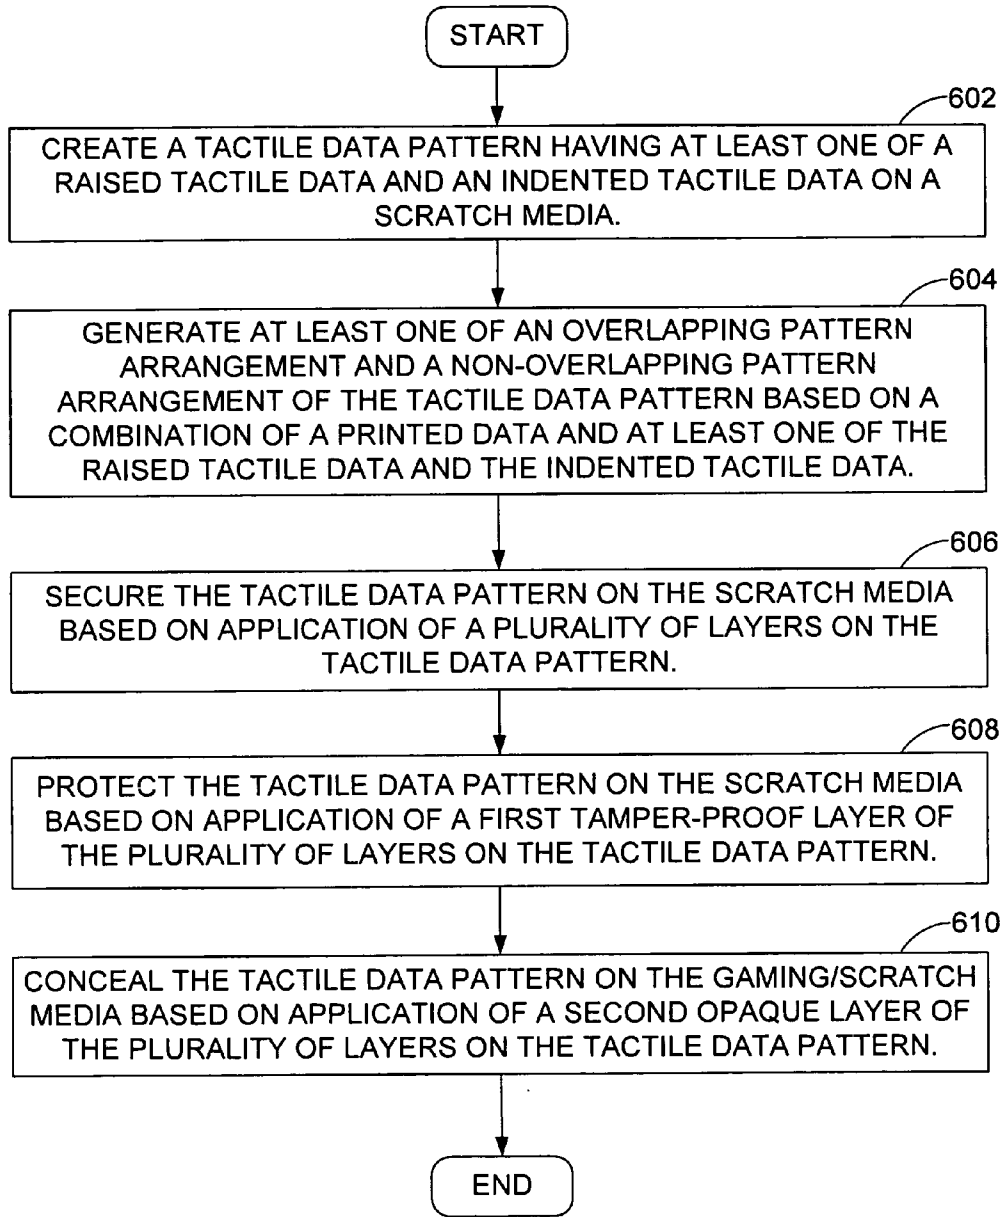 START
602
CREATE A TACTILE DATA PATTERN HAVING AT LEAST ONE OF A
RAISED TACTILE DATA AND AN INDENTED TACTILE DATA ON A
SCRATCH MEDIA.
604
GENERATE AT LEAST ONE OF AN OVERLAPPING PATTERN
ARRANGEMENT AND A NON-OVERLAPPING PATTERN
ARRANGEMENT OF THE TACTILE DATA PATTERN BASED ON A
COMBINATION OF A PRINTED DATA AND AT LEAST ONE OF THE
RAISED TACTILE DATA AND THE INDENTED TACTILE DATA.
606
SECURE THE TACTILE DATA PATTERN ON THE SCRATCH MEDIA
BASED ON APPLICATION OF A PLURALITY OF LAYERS ON THE
TACTILE DATA PATTERN.
608
PROTECT THE TACTILE DATA PATTERN ON THE SCRATCH MEDIA
BASED ON APPLICATION OF A FIRST TAMPER-PROOF LAYER OF
THE PLURALITY OF LAYERS ON THE TACTILE DATA PATTERN.
610
CONCEAL THE TACTILE DATA PATTERN ON THE GAMING/SCRATCH
MEDIA BASED ON APPLICATION OF A SECOND OPAQUE LAYER OF
THE PLURALITY OF LAYERS ON THE TACTILE DATA PATTERN.
END